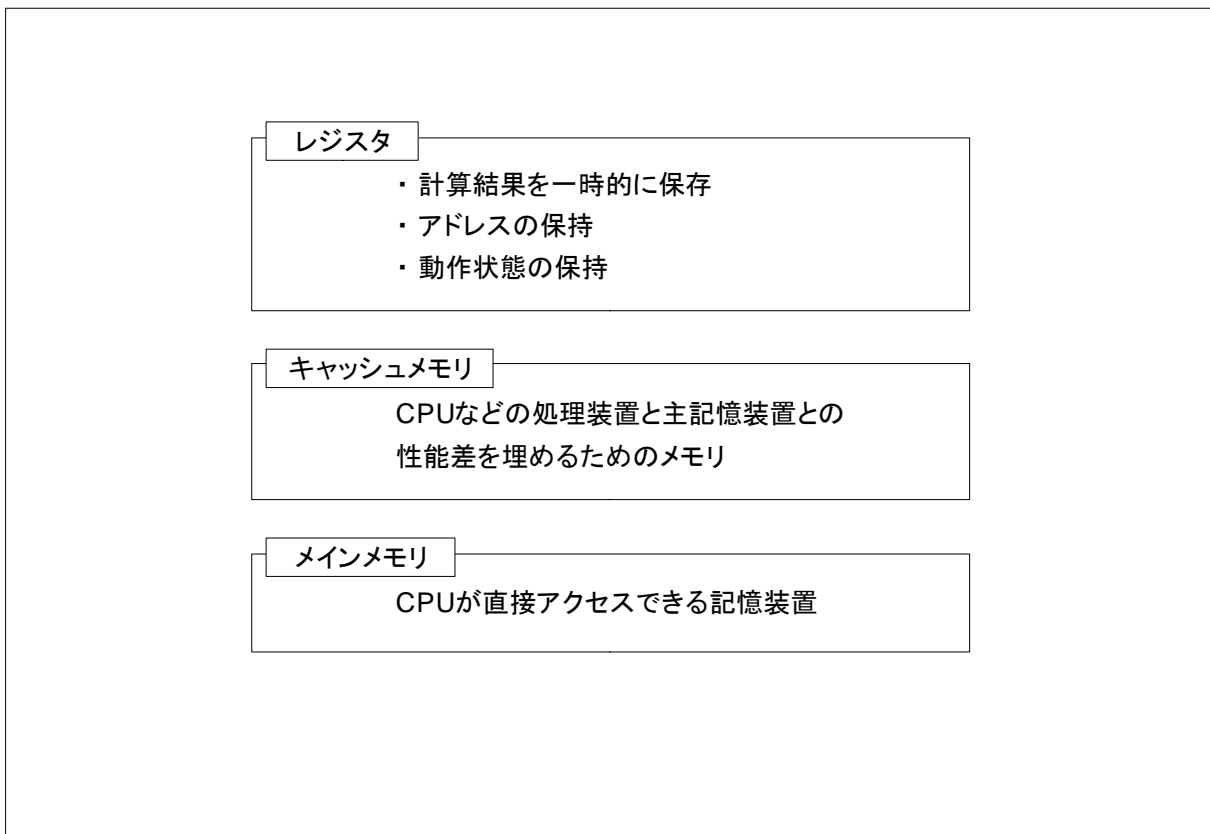 レジスタ
・ 計算結果を一時的に保存
・ アドレスの保持
・ 動作状態の保持
キャッシュメモリ
CPUなどの処理装置と主記憶装置との
性能差を埋めるためのメモリ
メインメモリ
CPUが直接アクセスできる記憶装置